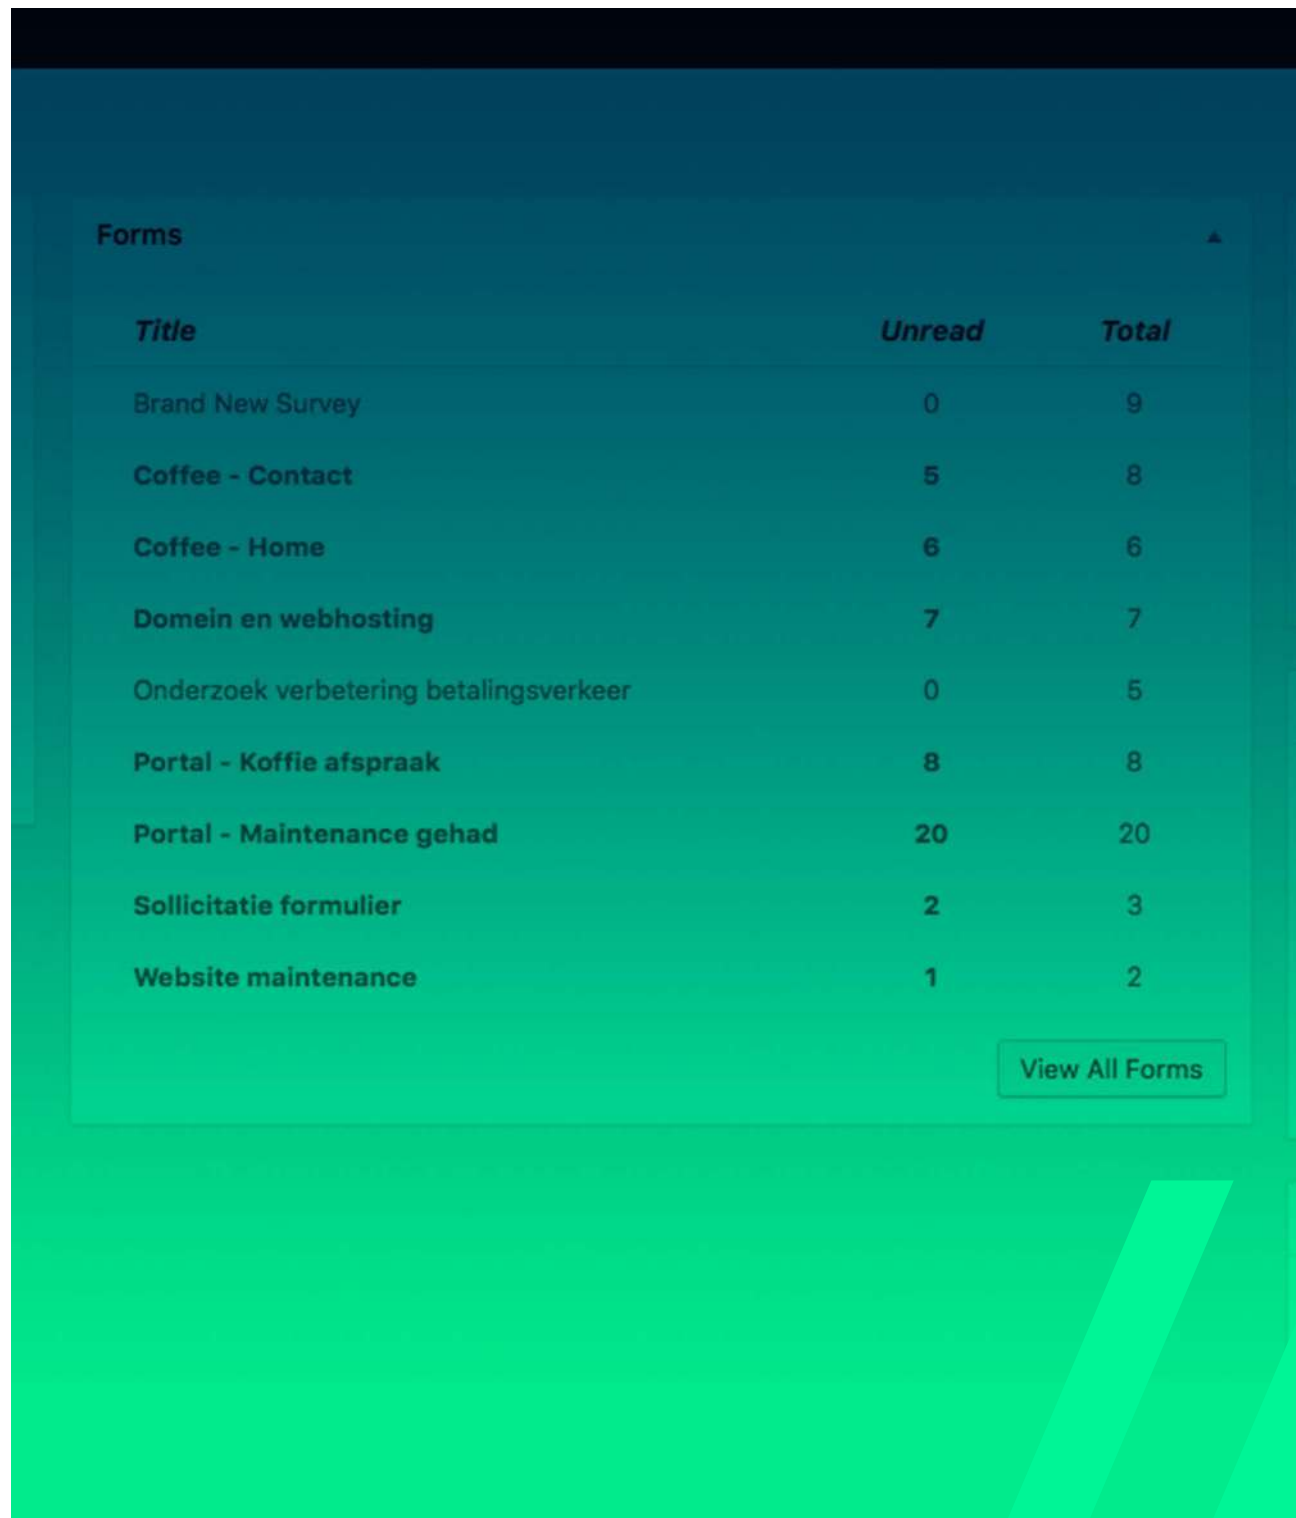 Forms
Title Unread Total
Brand New Survey 0 9
Coffee - Contact 5 8
Coffee - Home 6 6
Domein en webhosting 7 7
Onderzoek verbetering betalingsverkeer 0 5
Portal - Koffie afspraak 8 8
Portal - Maintenance gehad 20 20
Sollicitatie formulier 2 3
Website maintenance 1 2
View All Forms